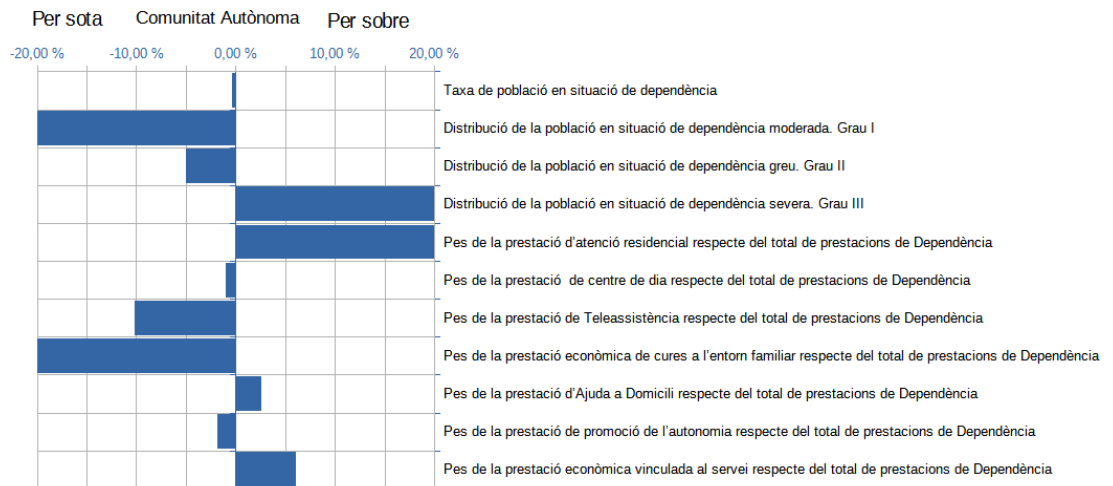 Per sota Comunitat Autònoma Per sobre
-20,00 % -10,00 % 0,00 % 10,00 % 20,00 %
Taxa de població en situació de dependència
Distribució de la població en situació de dependència moderada. Grau I
Distribució de la població en situació de dependència greu. Grau II
Distribució de la població en situació de dependència severa. Grau III
Pes de la prestació d’atenció residencial respecte del total de prestacions de Dependència
Pes de la prestació  de centre de dia respecte del total de prestacions de Dependència
Pes de la prestació de Teleassistència respecte del total de prestacions de Dependència
Pes de la prestació econòmica de cures a l’entorn familiar respecte del total de prestacions de Dependència
Pes de la prestació d’Ajuda a Domicili respecte del total de prestacions de Dependència
Pes de la prestació de promoció de l’autonomia respecte del total de prestacions de Dependència
Pes de la prestació econòmica vinculada al servei respecte del total de prestacions de Dependència